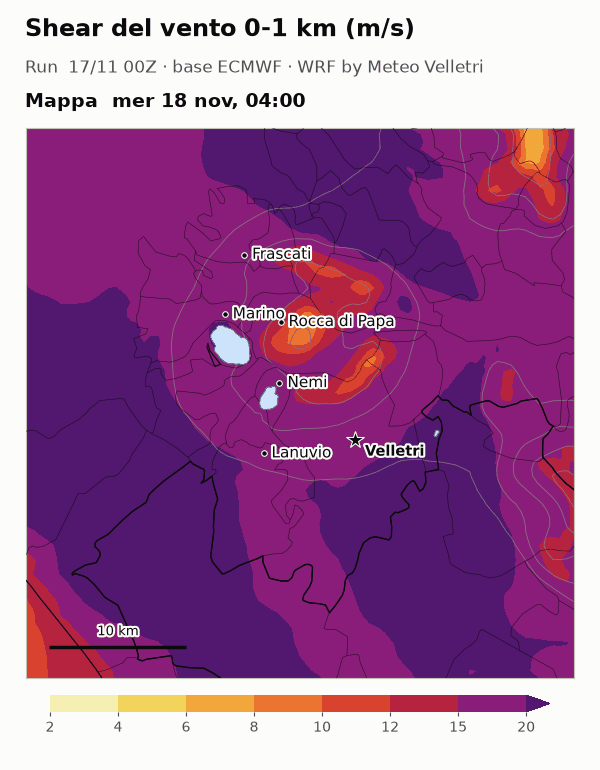 Shear del vento 0-1 km (m/s)
Run  17/11 00Z · base ECMWF · WRF by Meteo Velletri
Mappa  mer 18 nov, 04:00
Frascati
Marino
Rocca di Papa
Nemi
Velletri
Lanuvio
10 km
2 4 6 8 10 12 15 20